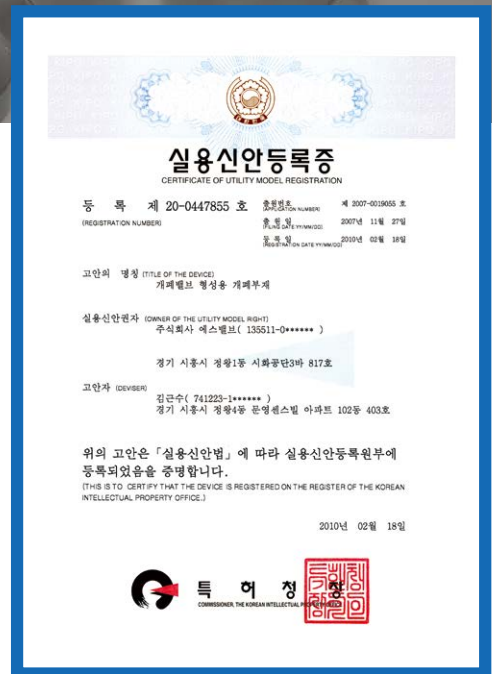 실용신안등록증
CERTIFICATE OF UTILITY MODEL REGISTRATION
등 록 제 20-0447855 호
(REGISTRATION NUMBER)
출원번호 제 2007-0019055 호
(APPLICATION NUMBER)
출원일 2007년 11월 27일
(FILING DATE:YY/MM/DD)
등록일 2010년 02월 18일
(REGISTRATION DATE:YY/MM/DD)
고안의 명칭 (TITLE OF THE DEVICE)
개폐밸브 형성용 개폐부재
실용신안권자 (OWNER OF THE UTILITY MODEL RIGHT)
주식회사 에스밸브( 135511-0****** )
경기 시흥시 정왕1동 시화공단3바 817호
고안자 (DEVISER)
김근수( 741223-1****** )
경기 시흥시 정왕4동 문영센스빌 아파트 102동 403호
위의 고안은 「실용신안법」에 따라 실용신안등록원부에
등록되었음을 증명합니다.
(THIS IS TO CERTIFY THAT THE DEVICE IS REGISTERED ON THE REGISTER OF THE KOREAN
INTELLECTUAL PROPERTY OFFICE.)
2010년 02월 18일
특 허 청 장
COMMISSIONER, THE KOREAN INTELLECTUAL PROPERTY OFFICE